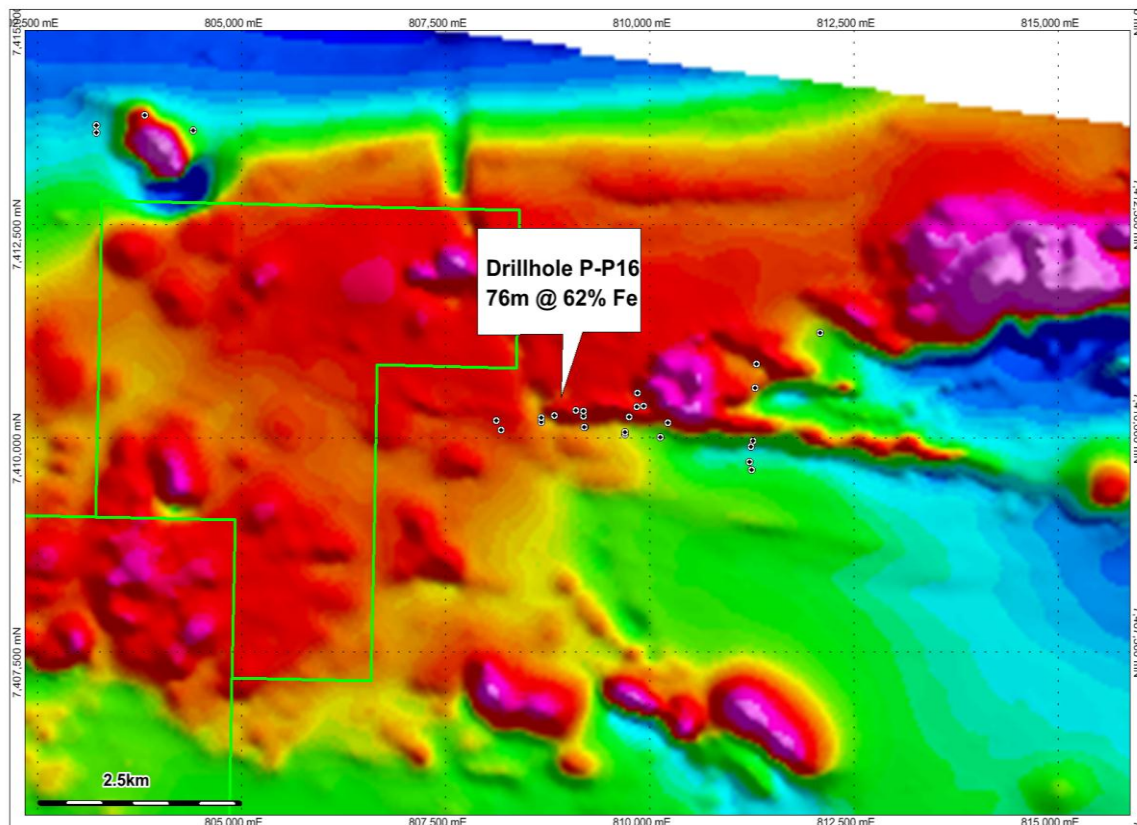 805,000 mE
807,500 mE
810,000 mE
812,500 mE
815,000 mE
7,412,500 mN
Drillhole P-P16
76m @ 62% Fe
7,410,000 mN
7,407,500 mN
2.5km
805,000 mE
807,500 mE
810,000 mE
812,500 mE
815,000 mE